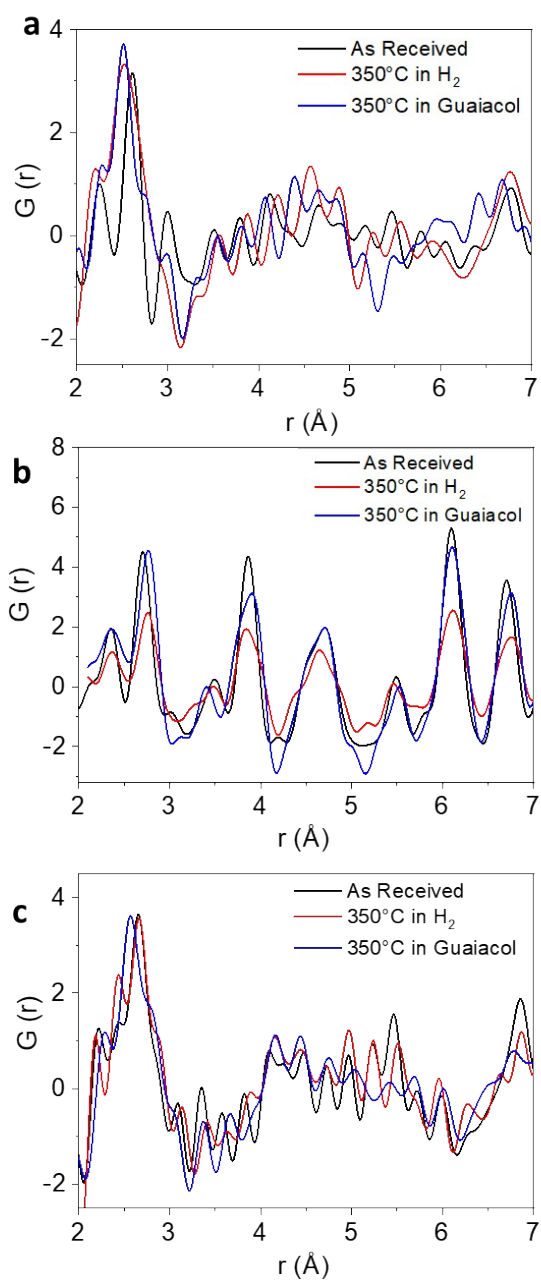 a
4
2
0
-2
G (r)
As Received
350°C in H2
350°C in Guaiacol
2 3 4 5 6 7
r (Å)
b
8
6
4
2
0
-2
G (r)
As Received
350°C in H2
350°C in Guaiacol
2 3 4 5 6 7
r (Å)
c
4
2
0
-2
G (r)
As Received
350°C in H2
350°C in Guaiacol
2 3 4 5 6 7
r (Å)